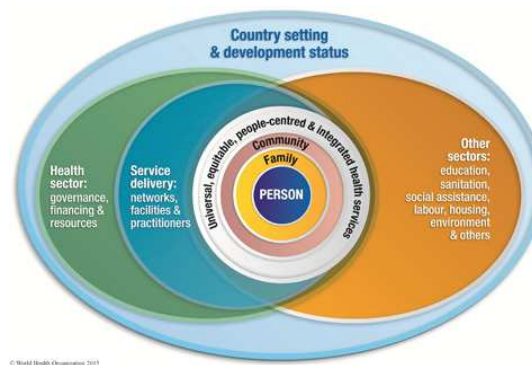 Country setting
& development status
Health
sector:
governance,
financing &
resources
Service
delivery:
networks,
facilities &
practitioners
Universal, equitable, people-centred & integrated health services
Community
Family
PERSON
Other
sectors:
education,
sanitation,
social assistance,
labour, housing,
environment
& others
© World Health Organization 2015